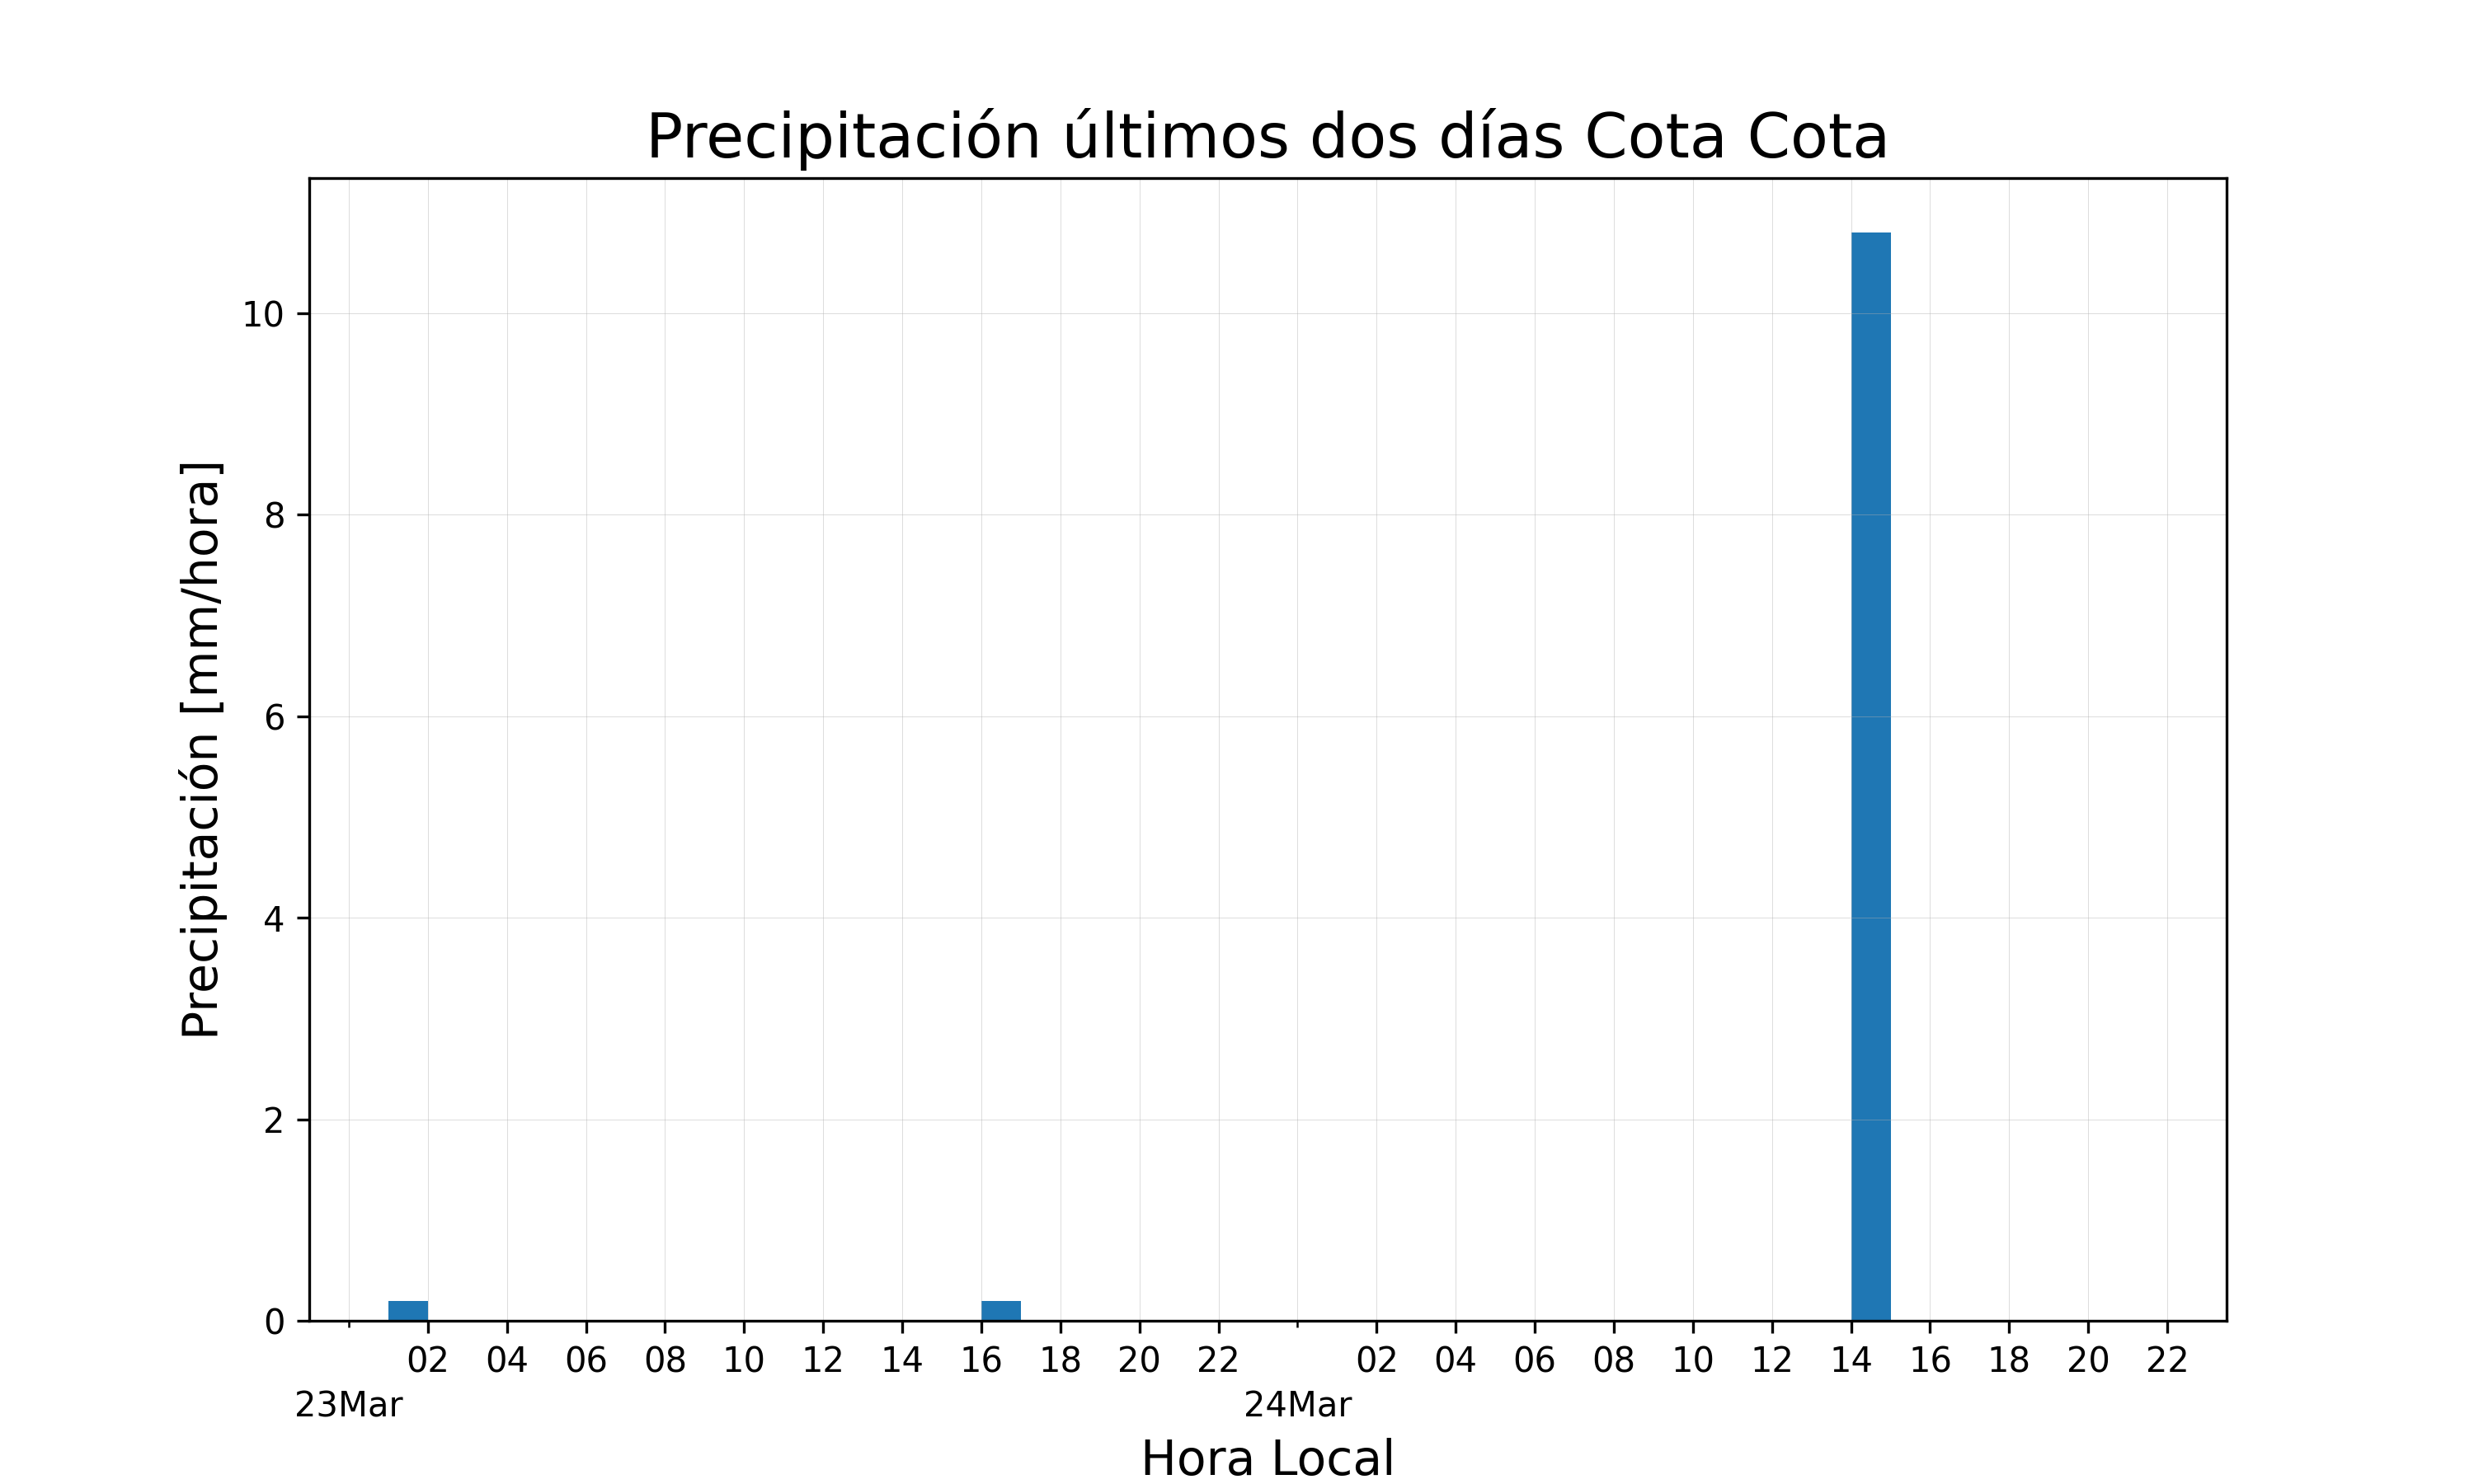 Precipitación últimos dos días Cota Cota
Precipitación [mm/hora]
10
8
6
4
2
0
02 04 06 08 10 12 14 16 18 20 22 02 04 06 08 10 12 14 16 18 20 22
23Mar 24Mar
Hora Local